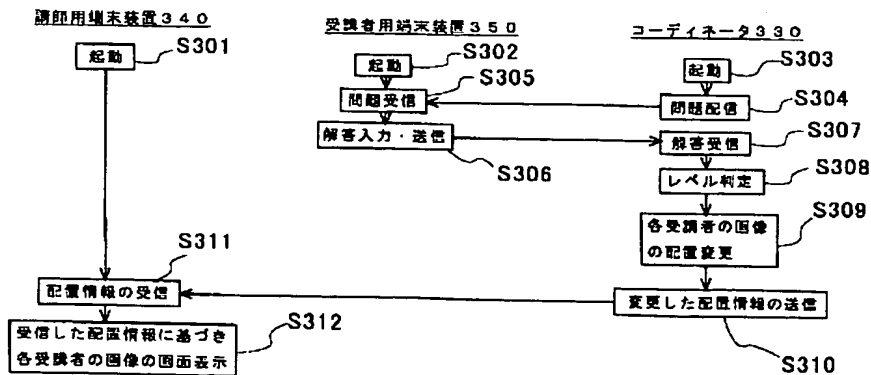 講師用端末装置340
受講者用端末装置350
コーディネータ330
起動
S301
起動
S302
起動
S303
問題受信
S305
問題配信
S304
解答入力・送信
S306
解答受信
S307
レベル判定
S308
各受講者の画像
の配置変更
S309
配置情報の受信
S311
変更した配置情報の送信
S310
受信した配置情報に基づき
各受講者の画像の画面表示
S312